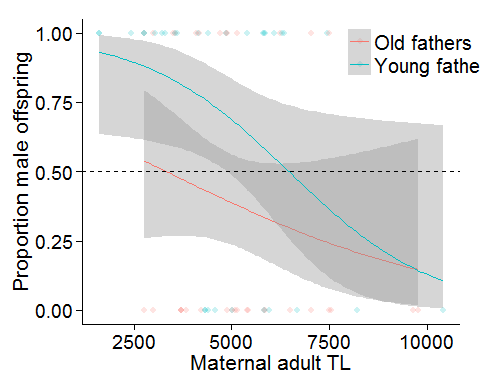 1.00
0.75
0.50
0.25
0.00
Proportion male offspring
Old fathers
Young fathe
2500
5000
7500
10000
Maternal adult TL